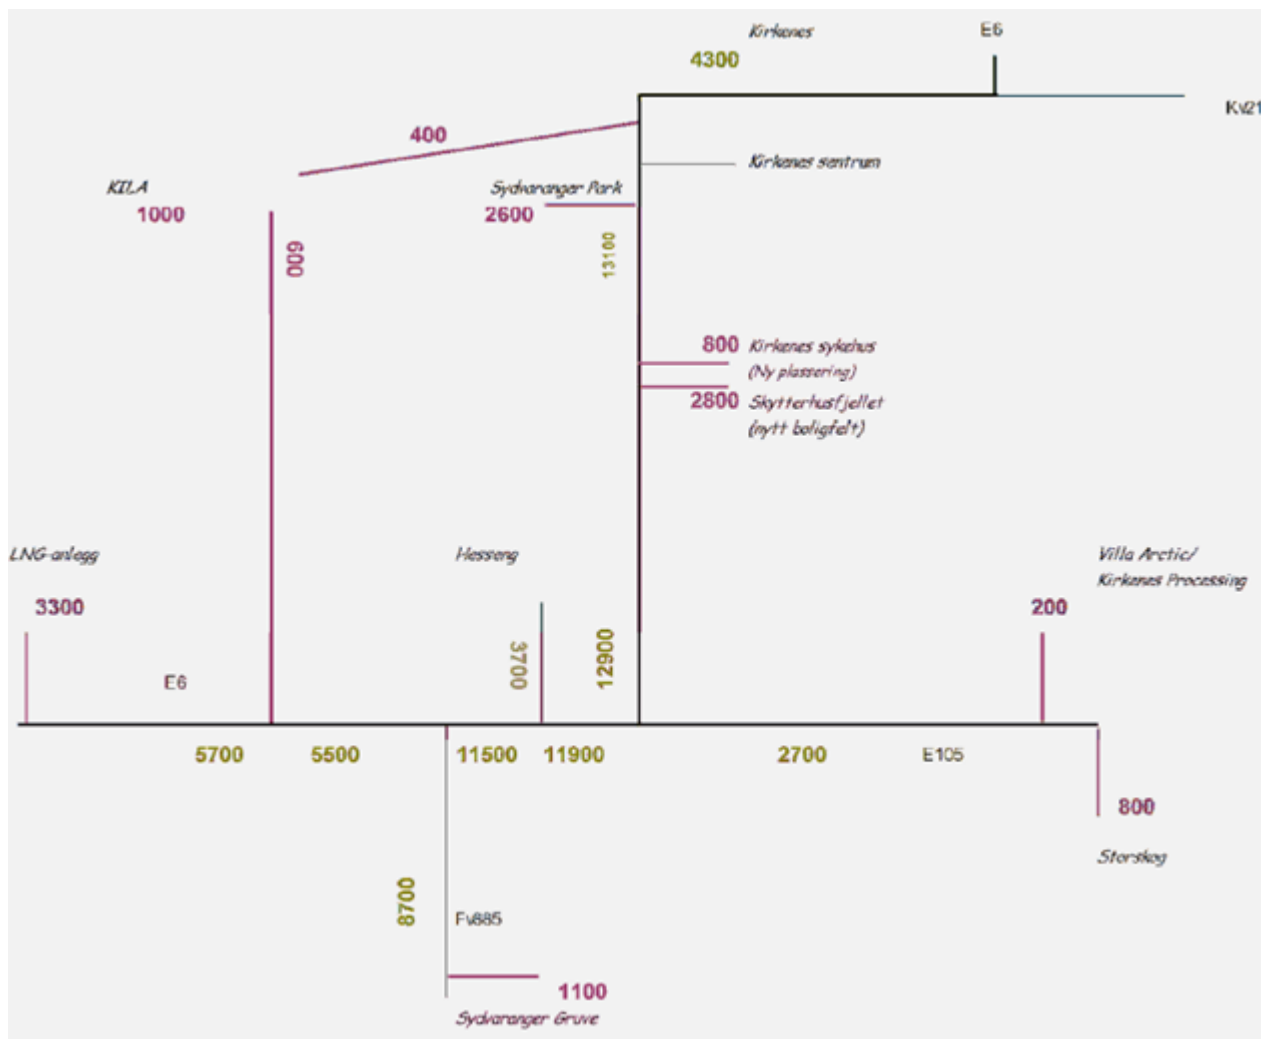 Kirkenes
E6
4300
Kv21
400
Kirkenes sentrum
KILA
Sydvaranger Park
1000
2600
600
13100
800 Kirkenes sykehus
(Ny plassering)
2800 Skytterhusfjellet
(nytt boligfelt)
LNG-anlegg
Hesseng
Villa Arctic/
Kirkenes Processing
3300
200
3700
12900
E6
5700
5500
11500
11900
2700
E105
800
Storskog
8700
Fv885
1100
Sydvaranger Gruve